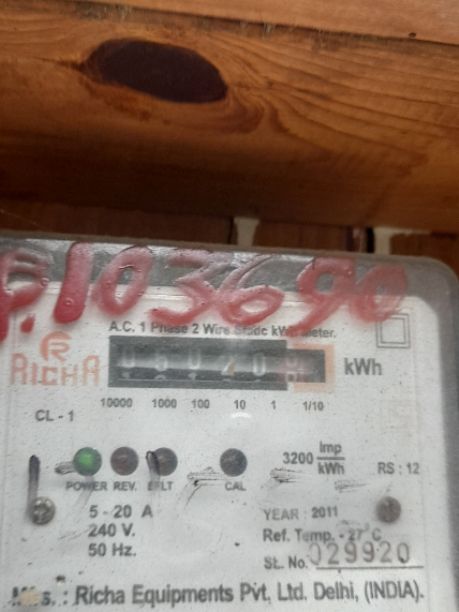 P.103690
A.C. 1 Phase 2 Wire Static kWh Meter.
RICHA
kWh
10000 1000 100 10 1 1/10
CL - 1
3200 imp/kWh
RS : 12
POWER REV. E/LT CAL
5 - 20 A
240 V.
50 Hz.
YEAR : 2011
Ref. Temp. - 27°C
SL. No. 029920
M/s. : Richa Equipments Pvt. Ltd. Delhi, (INDIA).